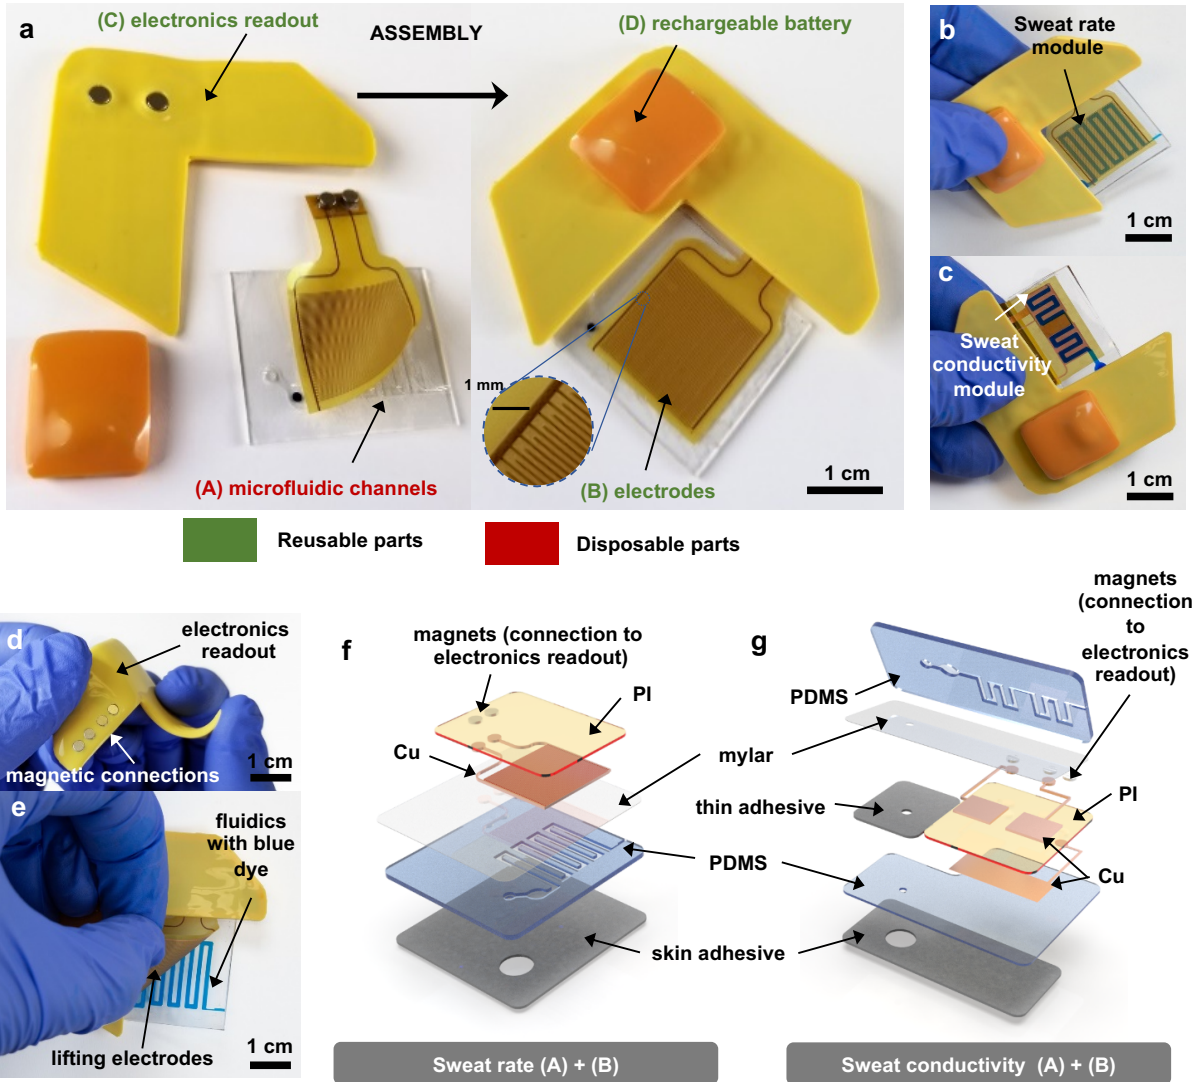 a
(C) electronics readout
ASSEMBLY
(D) rechargeable battery
1 mm
(A) microfluidic channels
(B) electrodes
1 cm
b
Sweat rate
module
1 cm
c
Sweat
conductivity
module
1 cm
Reusable parts
Disposable parts
d
electronics
readout
magnetic connections
1 cm
e
fluidics
with blue
dye
lifting electrodes
1 cm
f
magnets (connection to
electronics readout)
PI
Cu
mylar
PDMS
skin adhesive
Sweat rate (A) + (B)
g
magnets
(connection
to
electronics
readout)
PDMS
thin adhesive
PI
Cu
Sweat conductivity (A) + (B)